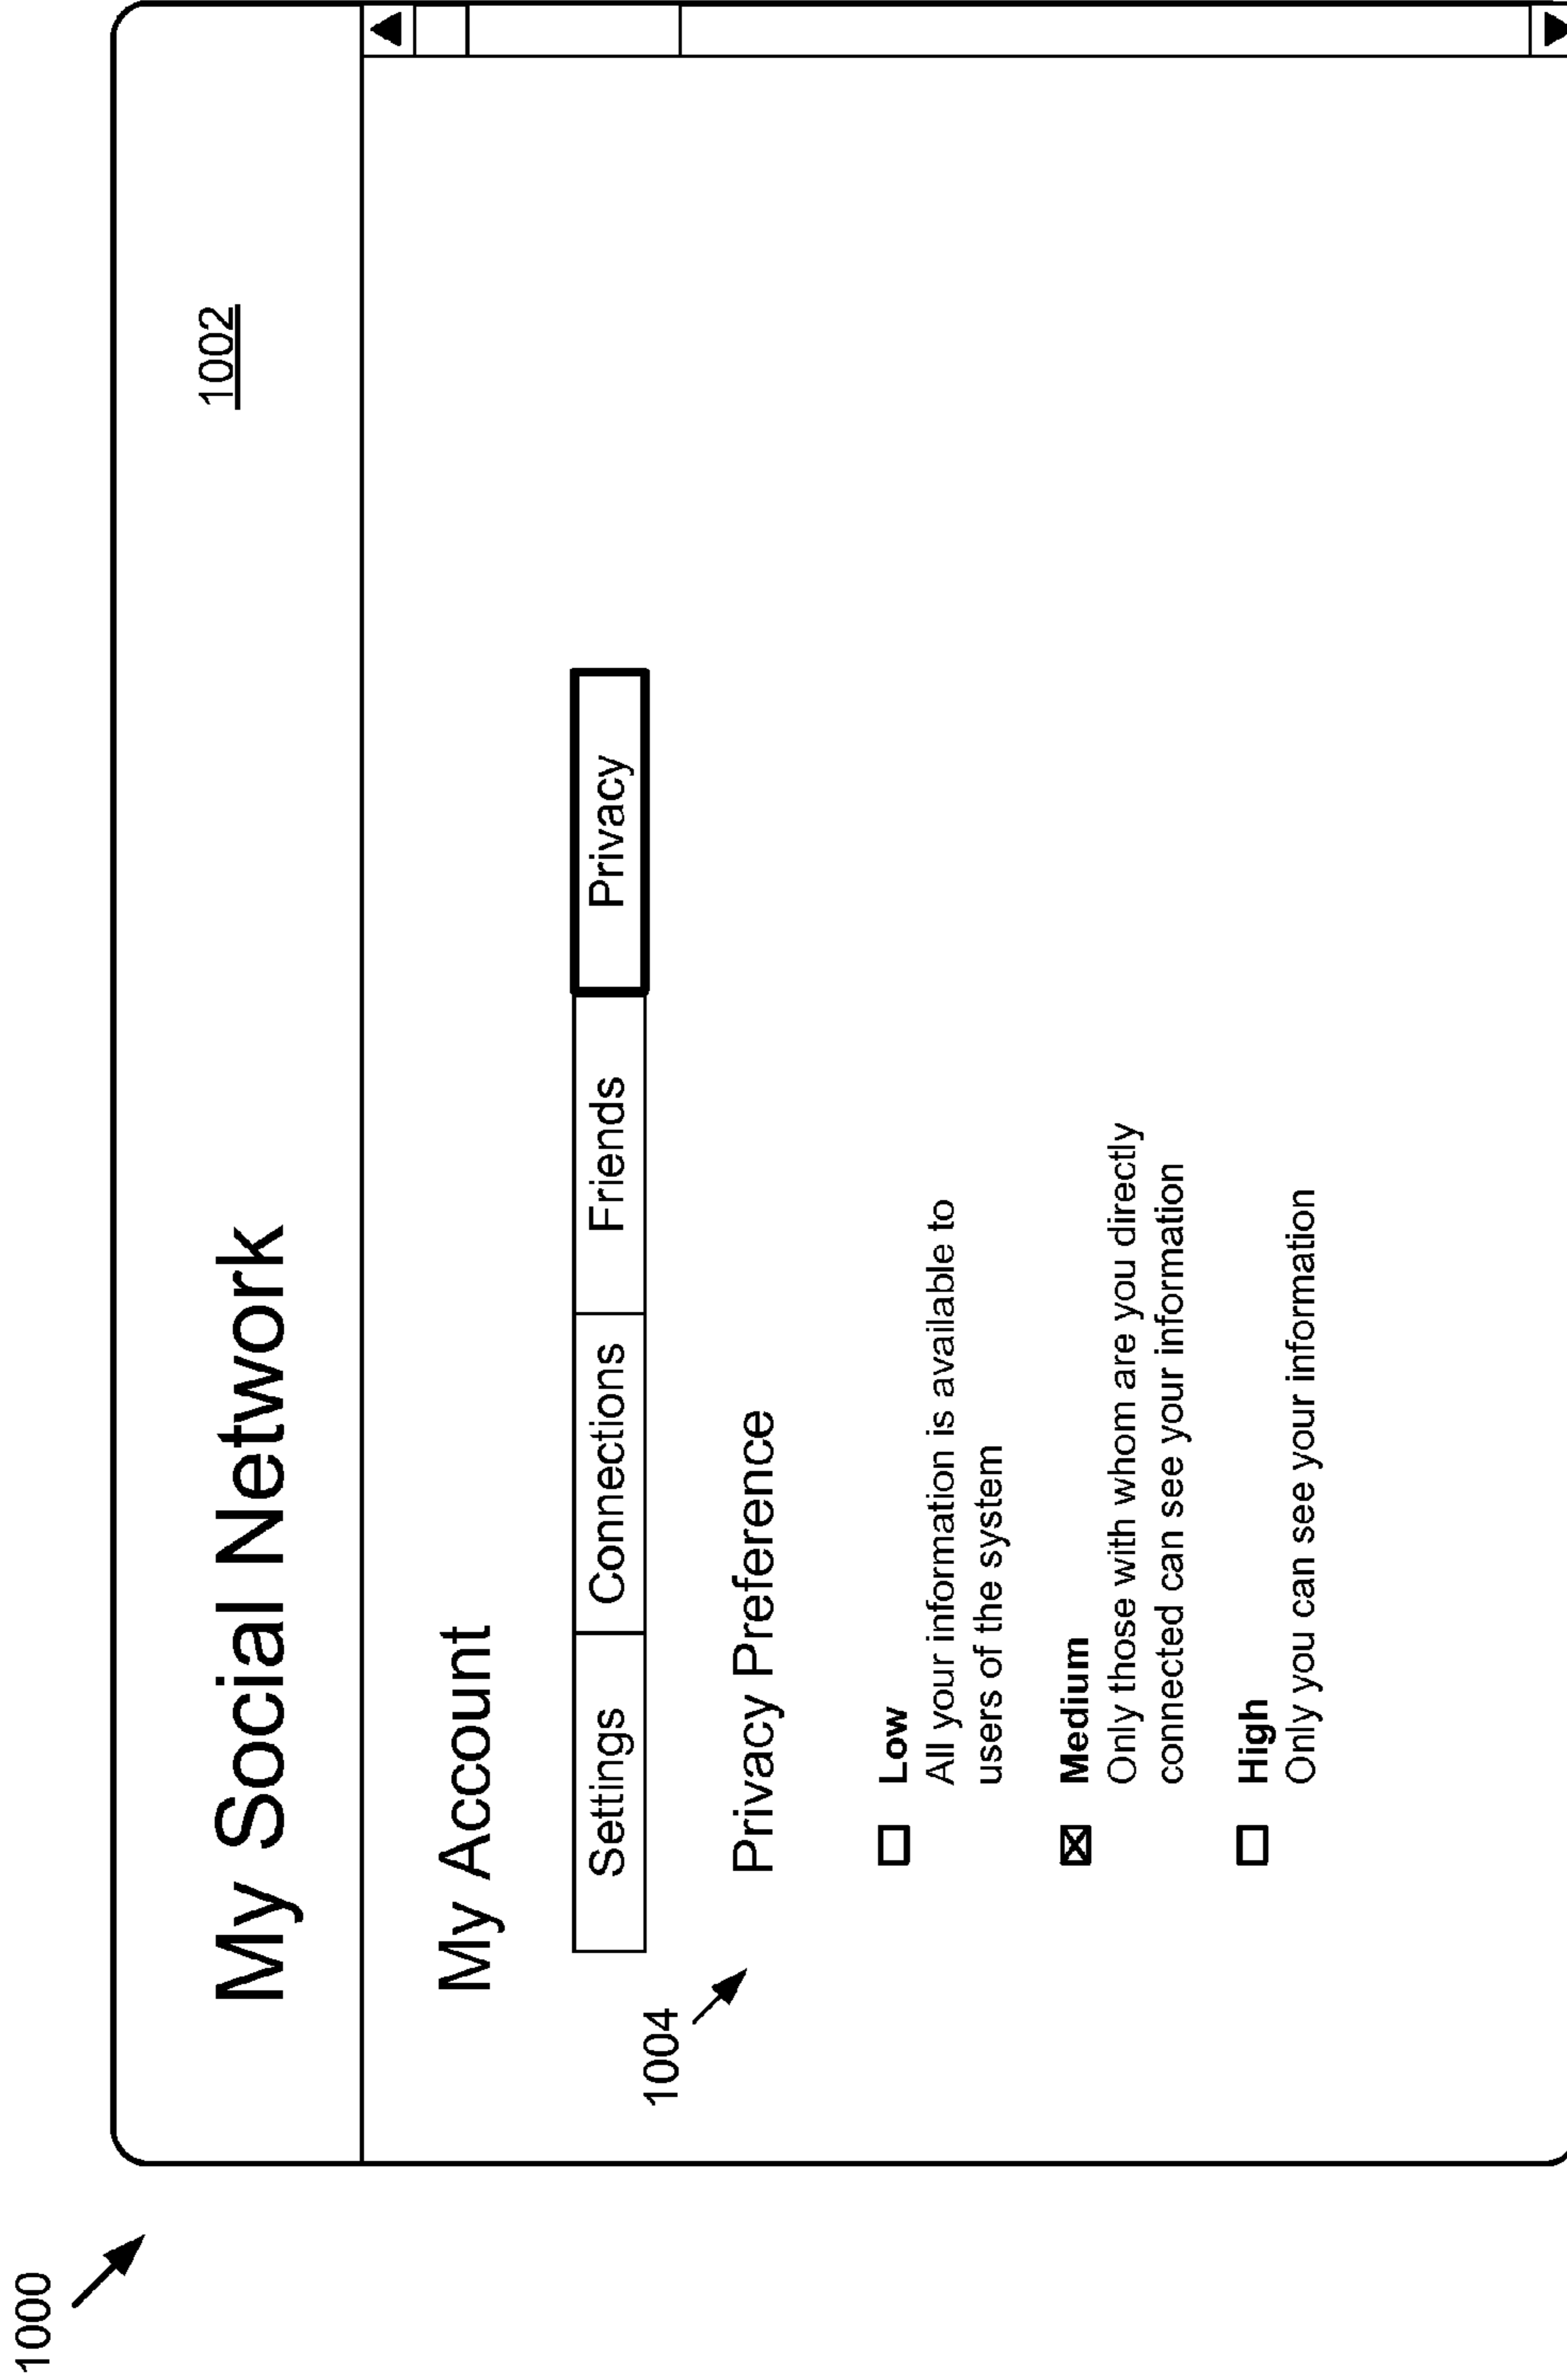 1000
My Social Network
1002
My Account
Settings
Connections
Friends
Privacy
1004
Privacy Preference
Low
All your information is available to
users of the system
Medium
Only those with whom are you directly
connected can see your information
High
Only you can see your information